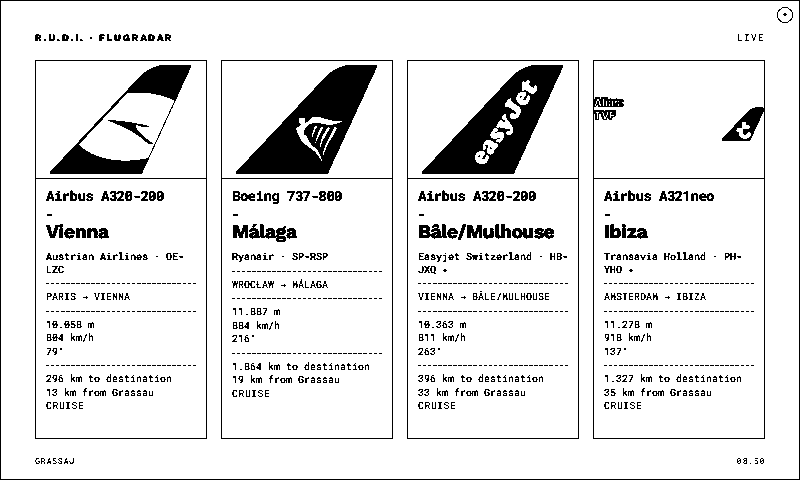 R.U.D.I. · FLUGRADAR
LIVE
easyJet
Alias:
TVF
t
Airbus A320-200
-
Vienna
Austrian Airlines · OE-
LZC
PARIS → VIENNA
10.058 m
804 km/h
79°
296 km to destination
13 km from Grassau
CRUISE
Boeing 737-800
-
Málaga
Ryanair · SP-RSP
WROCŁAW → MÁLAGA
11.887 m
884 km/h
216°
1.864 km to destination
19 km from Grassau
CRUISE
Airbus A320-200
-
Bâle/Mulhouse
Easyjet Switzerland · HB-
JXQ ✦
VIENNA → BÂLE/MULHOUSE
10.363 m
811 km/h
263°
396 km to destination
33 km from Grassau
CRUISE
Airbus A321neo
-
Ibiza
Transavia Holland · PH-
YHO ✦
AMSTERDAM → IBIZA
11.278 m
918 km/h
137°
1.327 km to destination
35 km from Grassau
CRUISE
GRASSAU
08.50